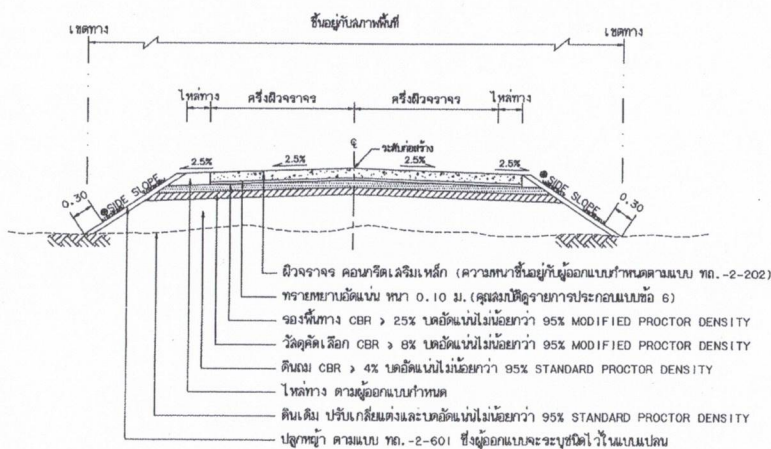 ขึ้นอยู่กับสภาพพื้นที่
เขตทาง เขตทาง
ไหล่ทาง ครึ่งผิวจราจร ครึ่งผิวจราจร ไหล่ทาง
ระดับก่อสร้าง
2.5% 2.5% 2.5% 2.5%
0.30 SIDE SLOPE SIDE SLOPE 0.30
ผิวจราจร คอนกรีตเสริมเหล็ก (ความหนาขึ้นอยู่กับผู้ออกแบบกำหนดตามแบบ ทถ.-2-202)
ทรายหยาบอัดแน่น หนา 0.10 ม.(คุณสมบัติดูรายการประกอบแบบข้อ 6)
รองพื้นทาง CBR > 25% บดอัดแน่นไม่น้อยกว่า 95% MODIFIED PROCTOR DENSITY
วัสดุคัดเลือก CBR > 8% บดอัดแน่นไม่น้อยกว่า 95% MODIFIED PROCTOR DENSITY
ดินถม CBR > 4% บดอัดแน่นไม่น้อยกว่า 95% STANDARD PROCTOR DENSITY
ไหล่ทาง ตามผู้ออกแบบกำหนด
ดินเดิม ปรับเกลี่ยแต่งและบดอัดแน่นไม่น้อยกว่า 95% STANDARD PROCTOR DENSITY
ปลูกหญ้า ตามแบบ ทถ.-2-601 ซึ่งผู้ออกแบบจะระบุชนิดไว้ในแบบแปลน